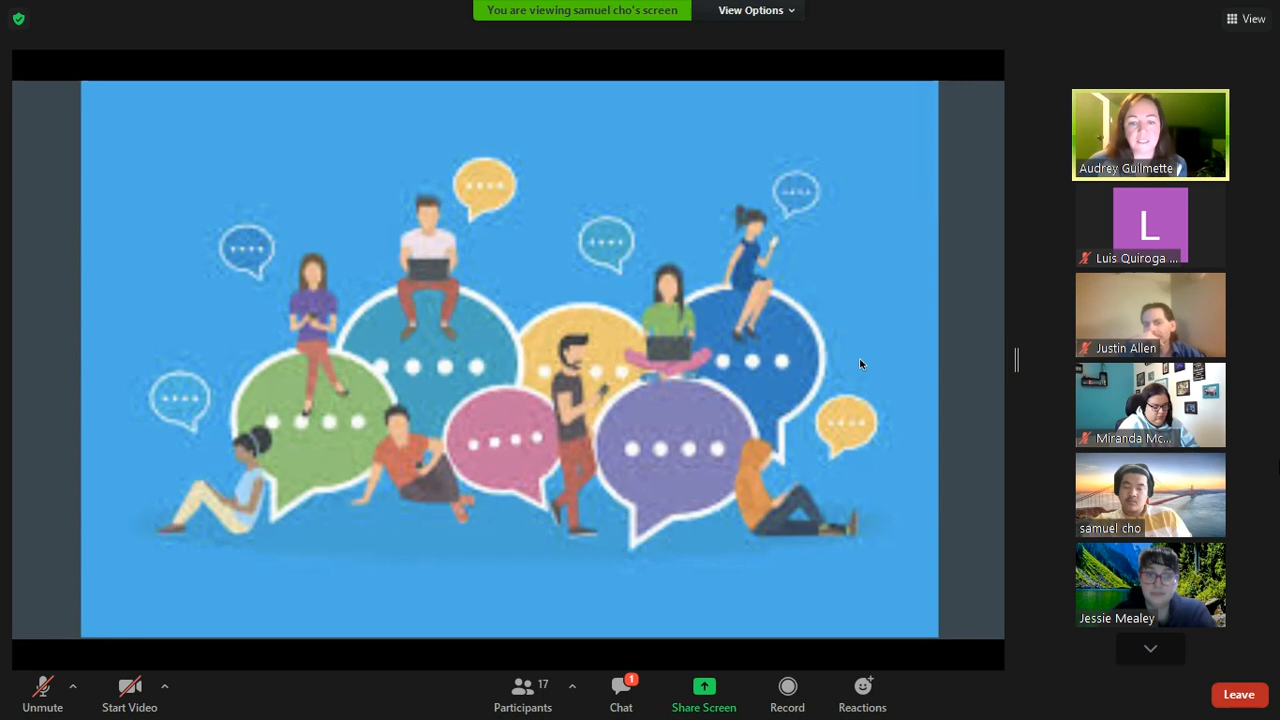 You are viewing samuel cho's screen
View Options
View
Audrey Guilmette
L
Luis Quiroga ...
Justin Allen
Miranda Mc...
samuel cho
Jessie Mealey
Unmute
Start Video
17
Participants
1
Chat
Share Screen
Record
Reactions
Leave